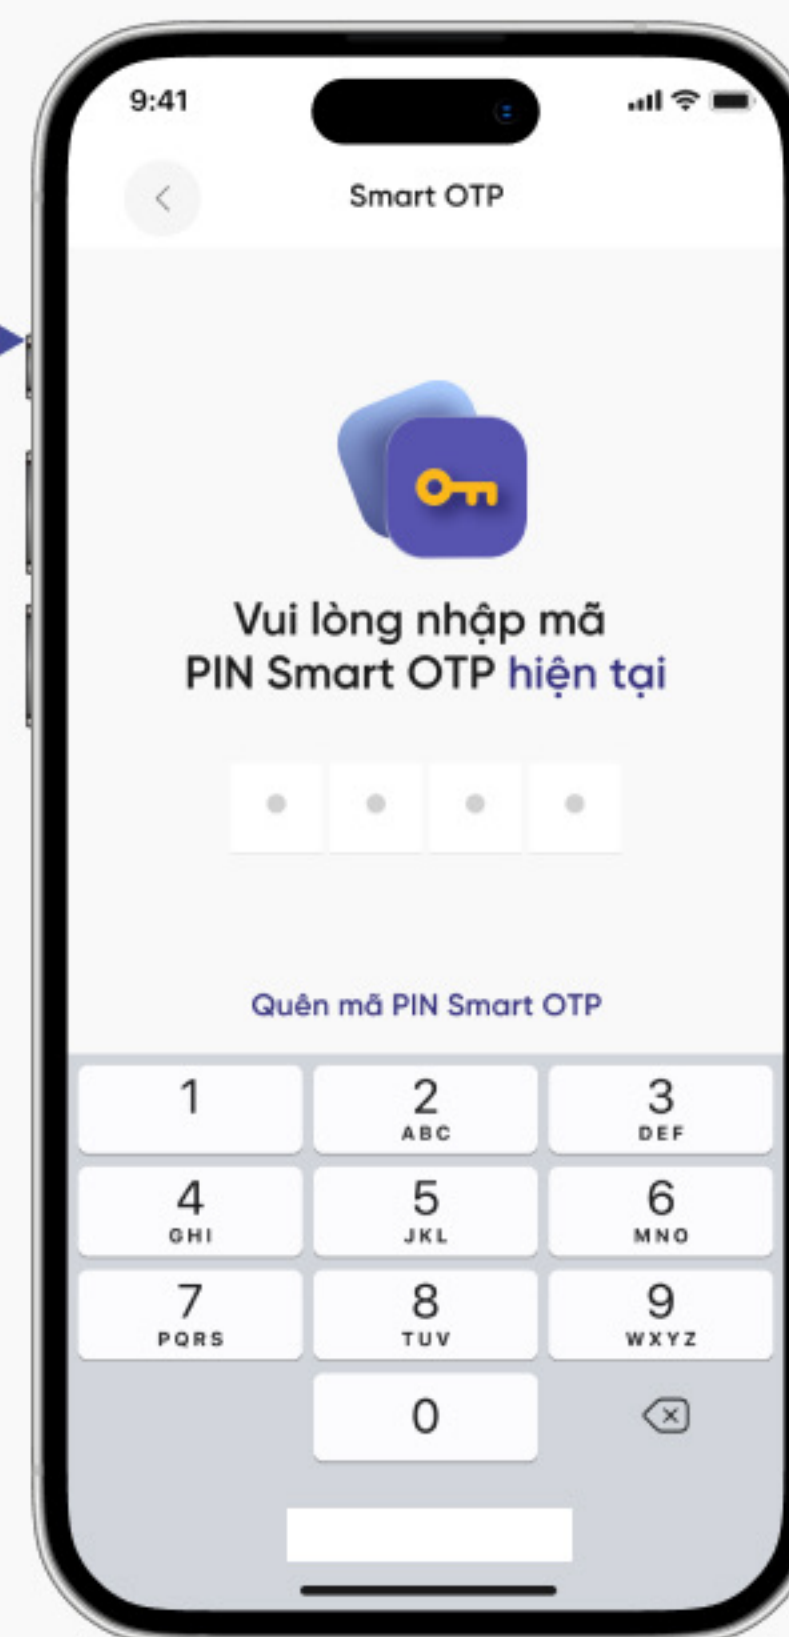 9:41
Smart OTP
Vui lòng nhập mã
PIN Smart OTP hiện tại
Quên mã PIN Smart OTP
1
2
ABC
3
DEF
4
GHI
5
JKL
6
MNO
7
PQRS
8
TUV
9
WXYZ
0